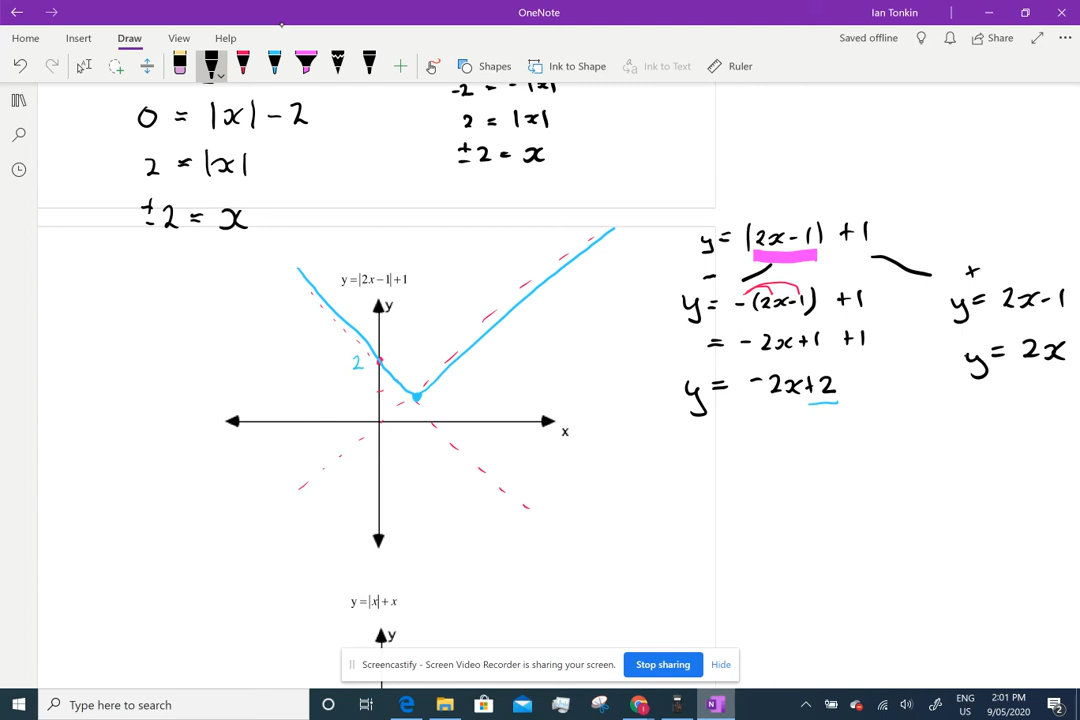 OneNote
Ian Tonkin
Home Insert Draw View Help
Saved offline Share
Shapes Ink to Shape Ink to Text Ruler
0 = |x| - 2
2 = |x|
±2 = x
-2 = -|x|
2 = |x|
±2 = x
y = |2x-1| +1
y
2
x
y = |2x-1| +1
-
y = -(2x-1) +1
= -2x+1 +1
y = -2x+2
+
y = 2x-1
y = 2x
y = |x| + x
y
Screencastify - Screen Video Recorder is sharing your screen. Stop sharing Hide
Type here to search
ENG
US
2:01 PM
9/05/2020
2